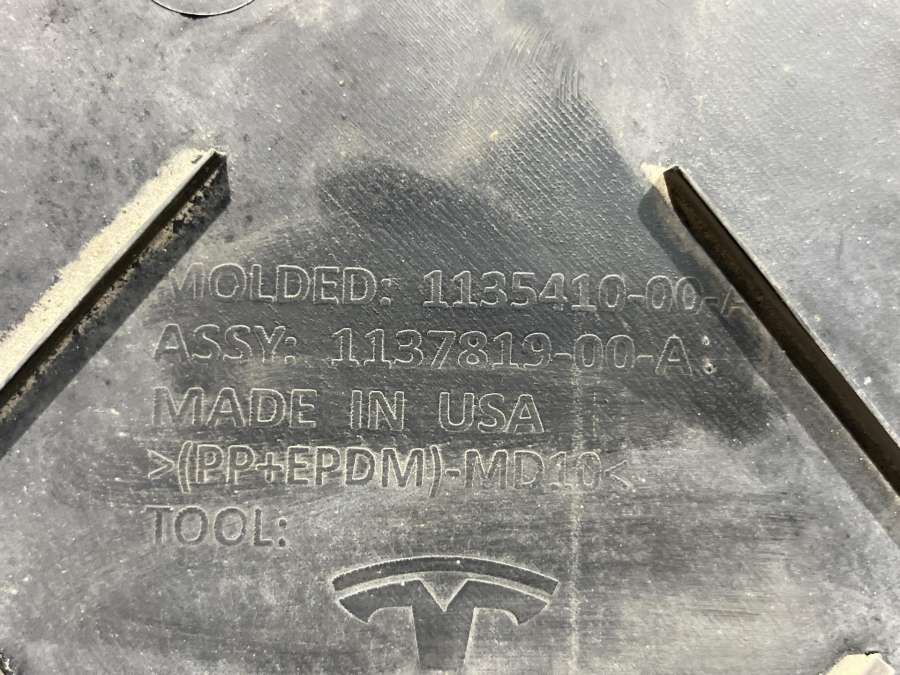 MOLDED: 1135410-00-A
ASSY: 1137819-00-A
MADE IN USA
>(PP+EPDM)-MD10<
TOOL: